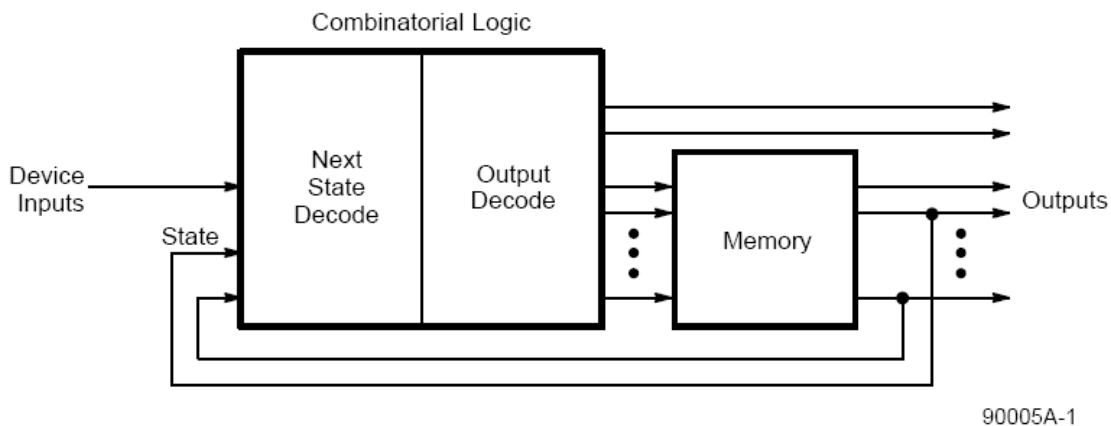 Combinatorial Logic
Device
Inputs
State
Next
State
Decode
Output
Decode
Memory
Outputs
90005A-1